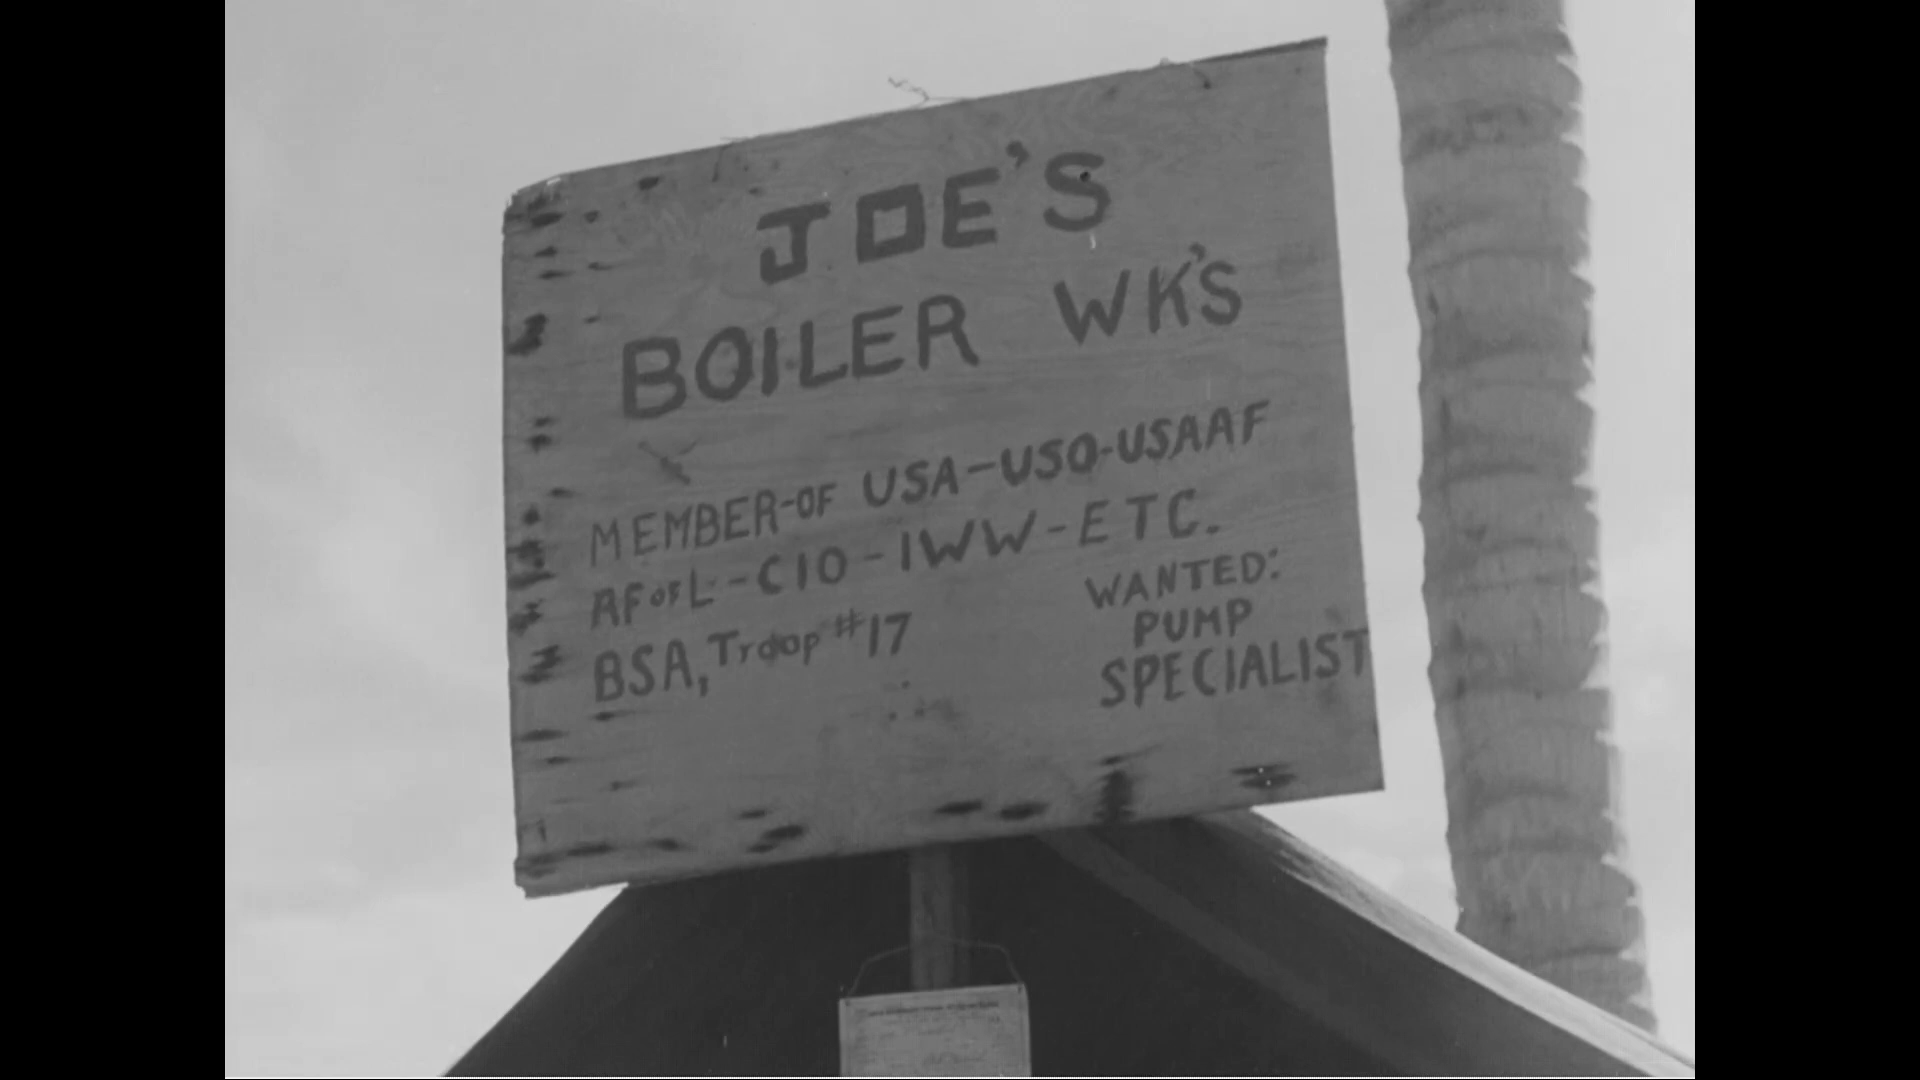 JOE'S
BOILER WK'S
MEMBER-OF USA-USO-USAAF
AF OF L-CIO-IWW-ETC.
BSA, Troop #17
WANTED:
PUMP
SPECIALIST